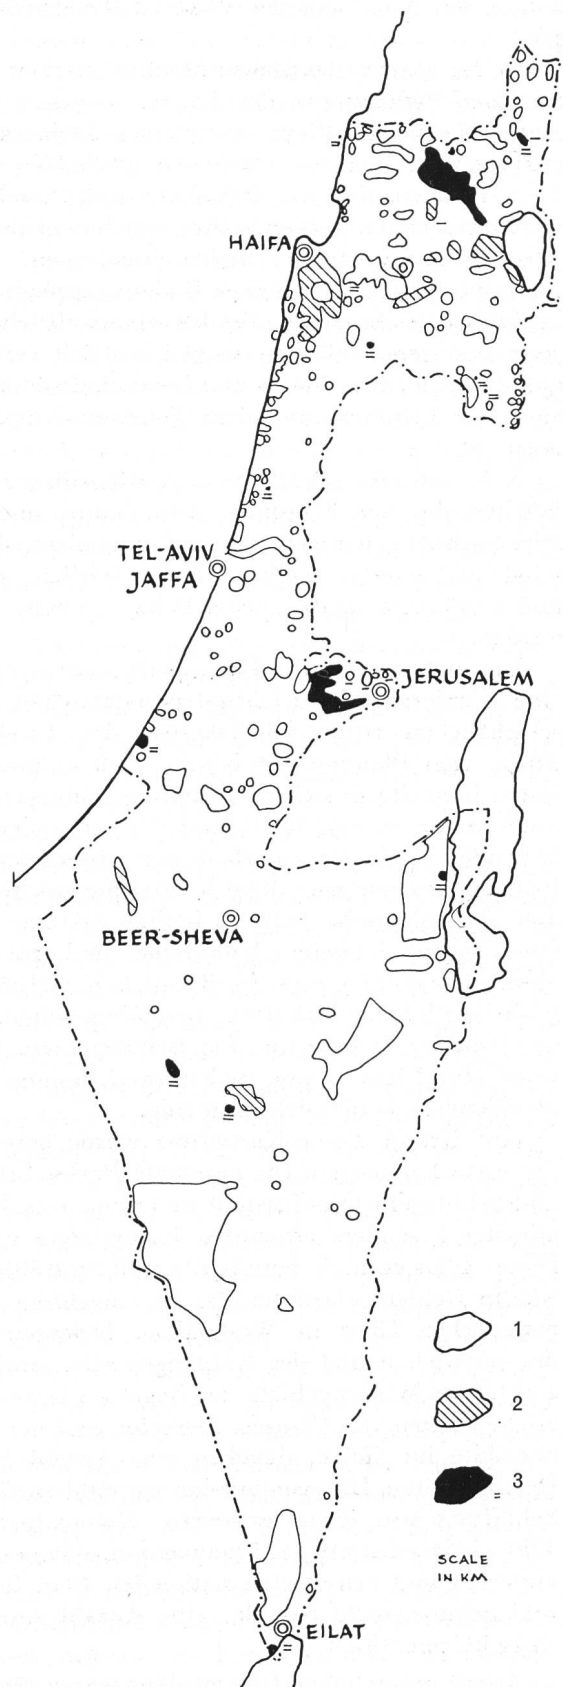 HAIFA
TEL-AVIV
JAFFA
JERUSALEM
BEER-SHEVA
1
2
3
SCALE
IN KM
EILAT